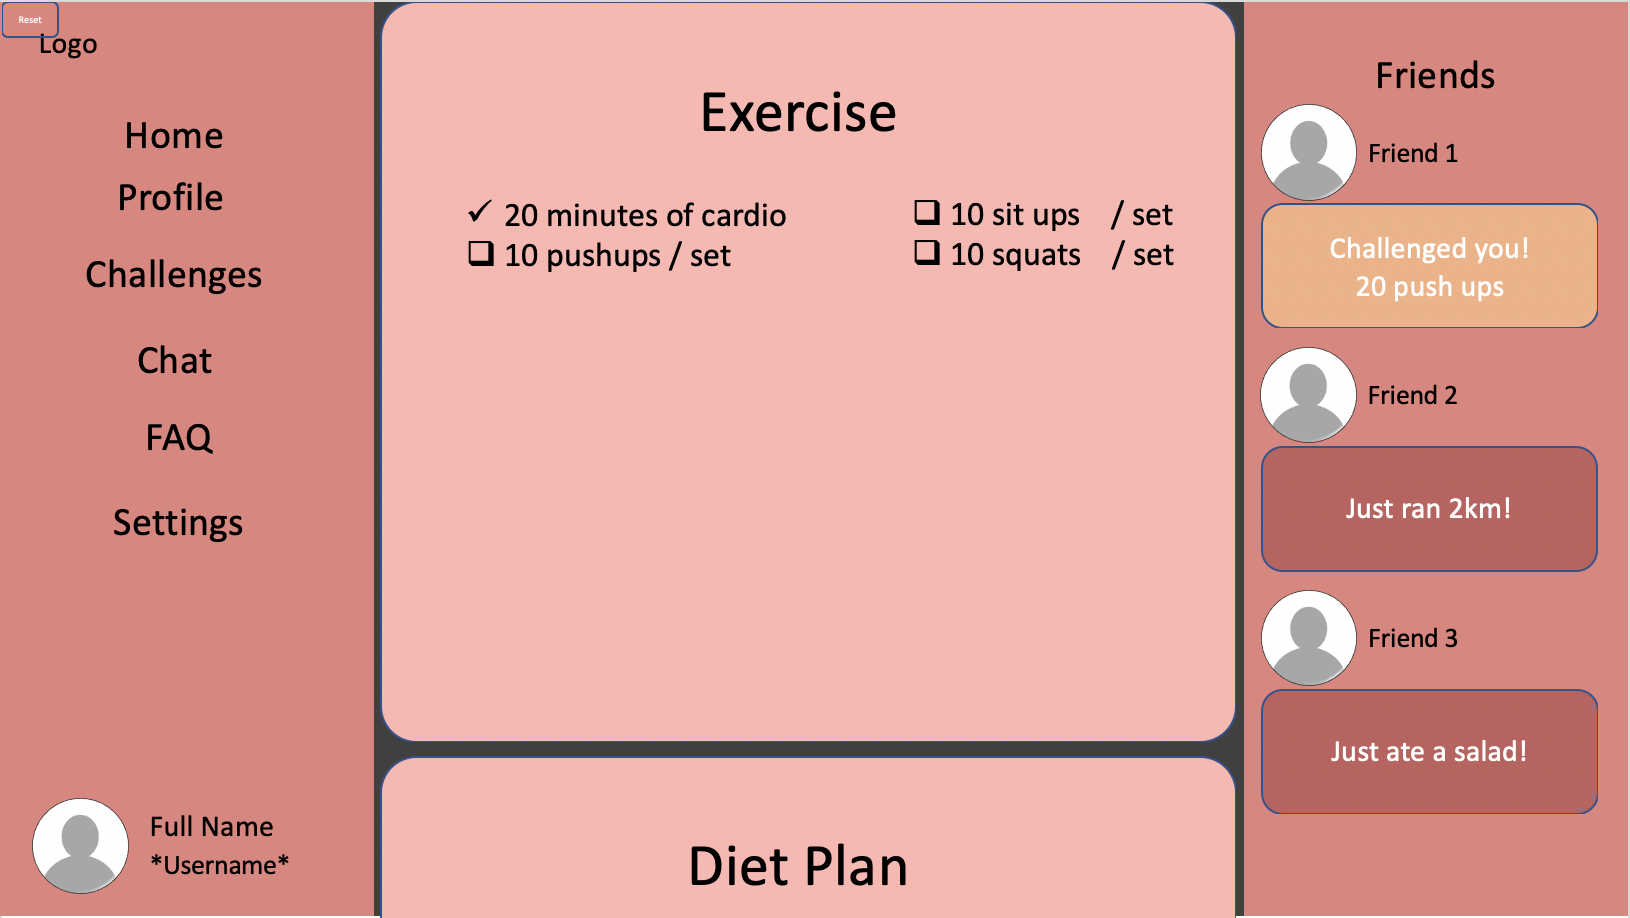 Reset
Logo
Home
Profile
Challenges
Chat
FAQ
Settings
Full Name
*Username*
Exercise
20 minutes of cardio
10 pushups / set
10 sit ups / set
10 squats / set
Diet Plan
Friends
Friend 1
Challenged you!
20 push ups
Friend 2
Just ran 2km!
Friend 3
Just ate a salad!